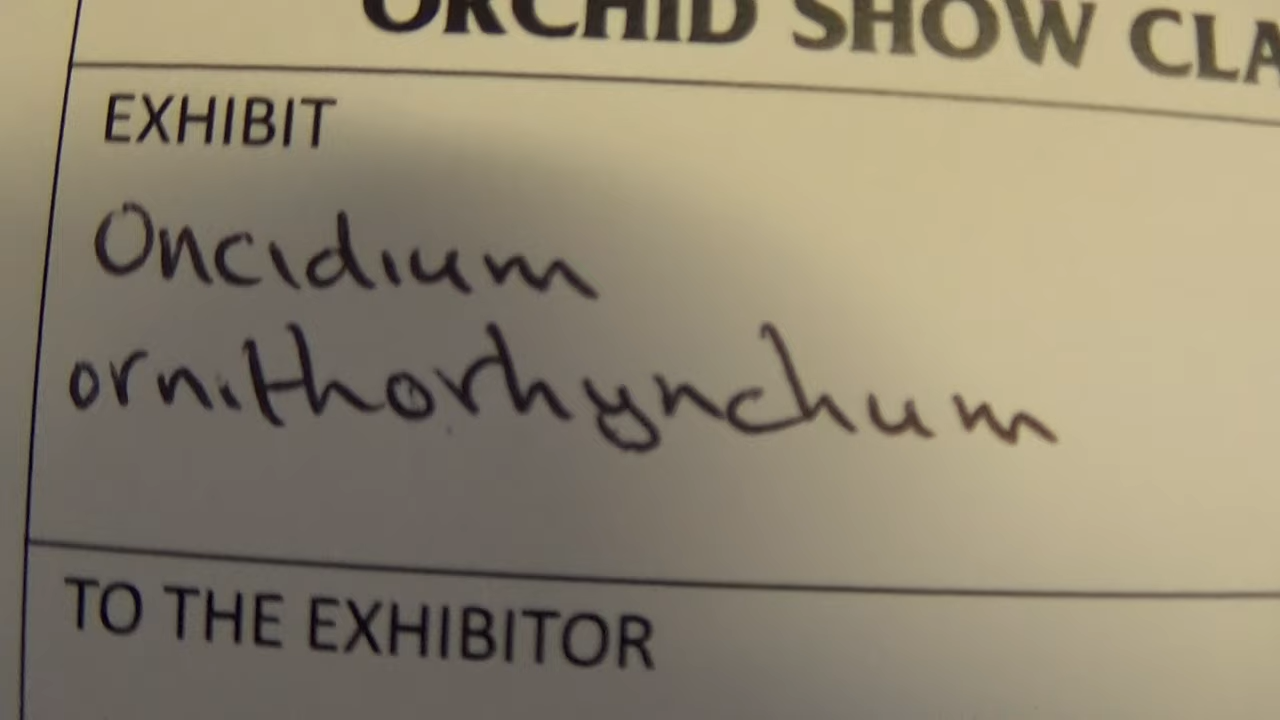 ORCHID SHOW CLA
EXHIBIT
Oncidium
ornithorhynchum
TO THE EXHIBITOR